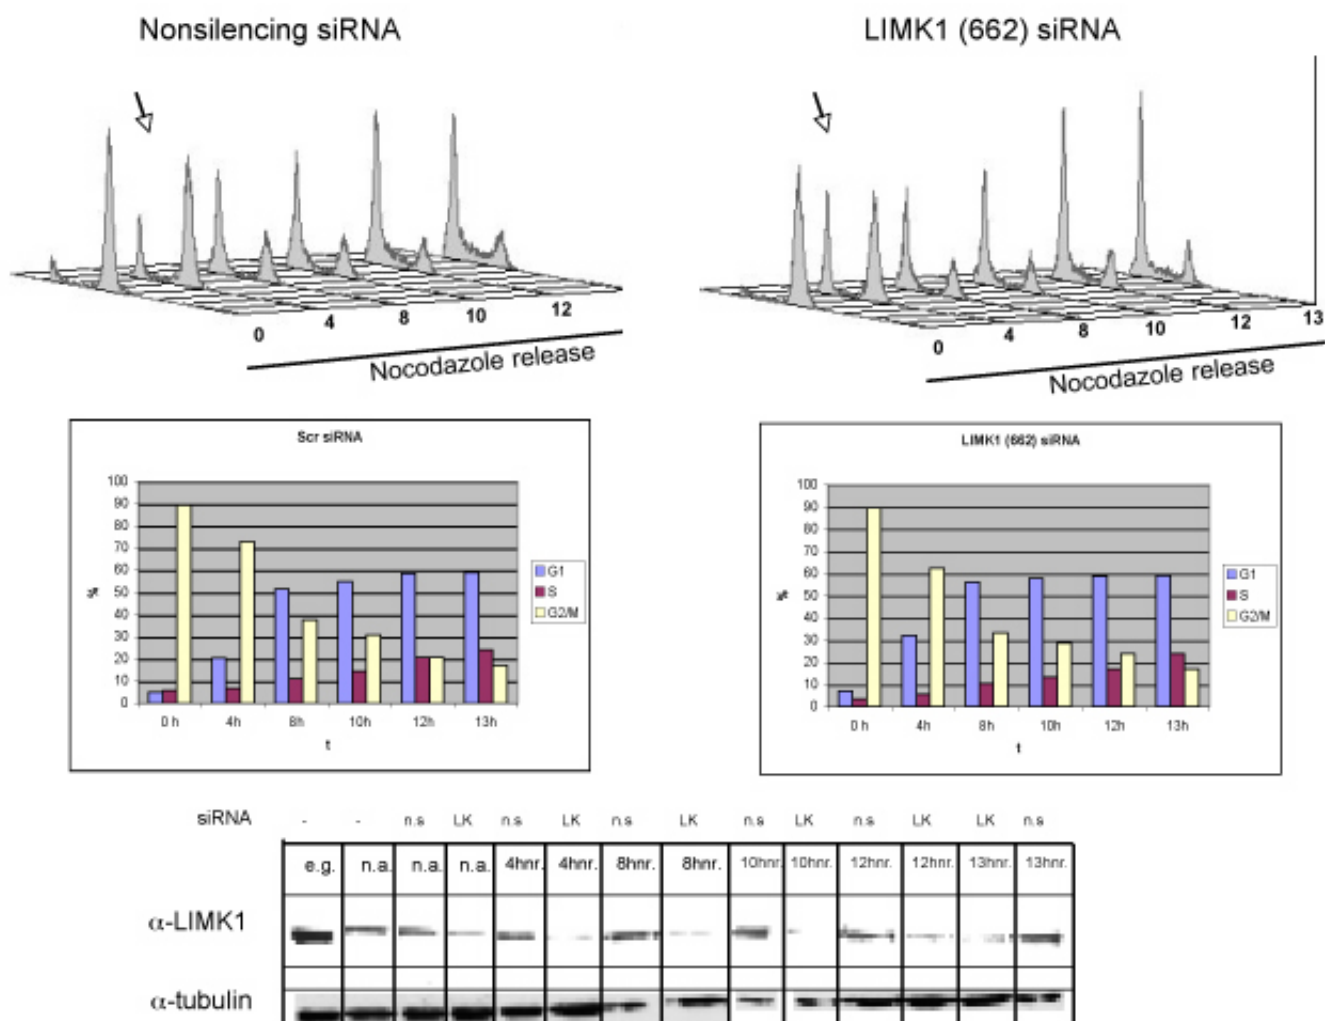 Nonsilencing siRNA
LIMK1 (662) siRNA
0 4 8 10 12
Nocodazole release
0 4 8 10 12 13
Nocodazole release
Scr siRNA
100
90
80
70
60
50
40
30
20
10
0
%
0 h 4h 8h 10h 12h 13h
t
G1
S
G2/M
LIMK1 (662) siRNA
100
90
80
70
60
50
40
30
20
10
0
%
0 h 4h 8h 10h 12h 13h
t
G1
S
G2/M
siRNA - - n.s LK n.s LK n.s LK n.s LK n.s LK LK n.s
e.g. n.a. n.a. n.a. 4hnr. 4hnr. 8hnr. 8hnr. 10hnr. 10hnr. 12hnr. 12hnr. 13hnr. 13hnr.
α-LIMK1
α-tubulin